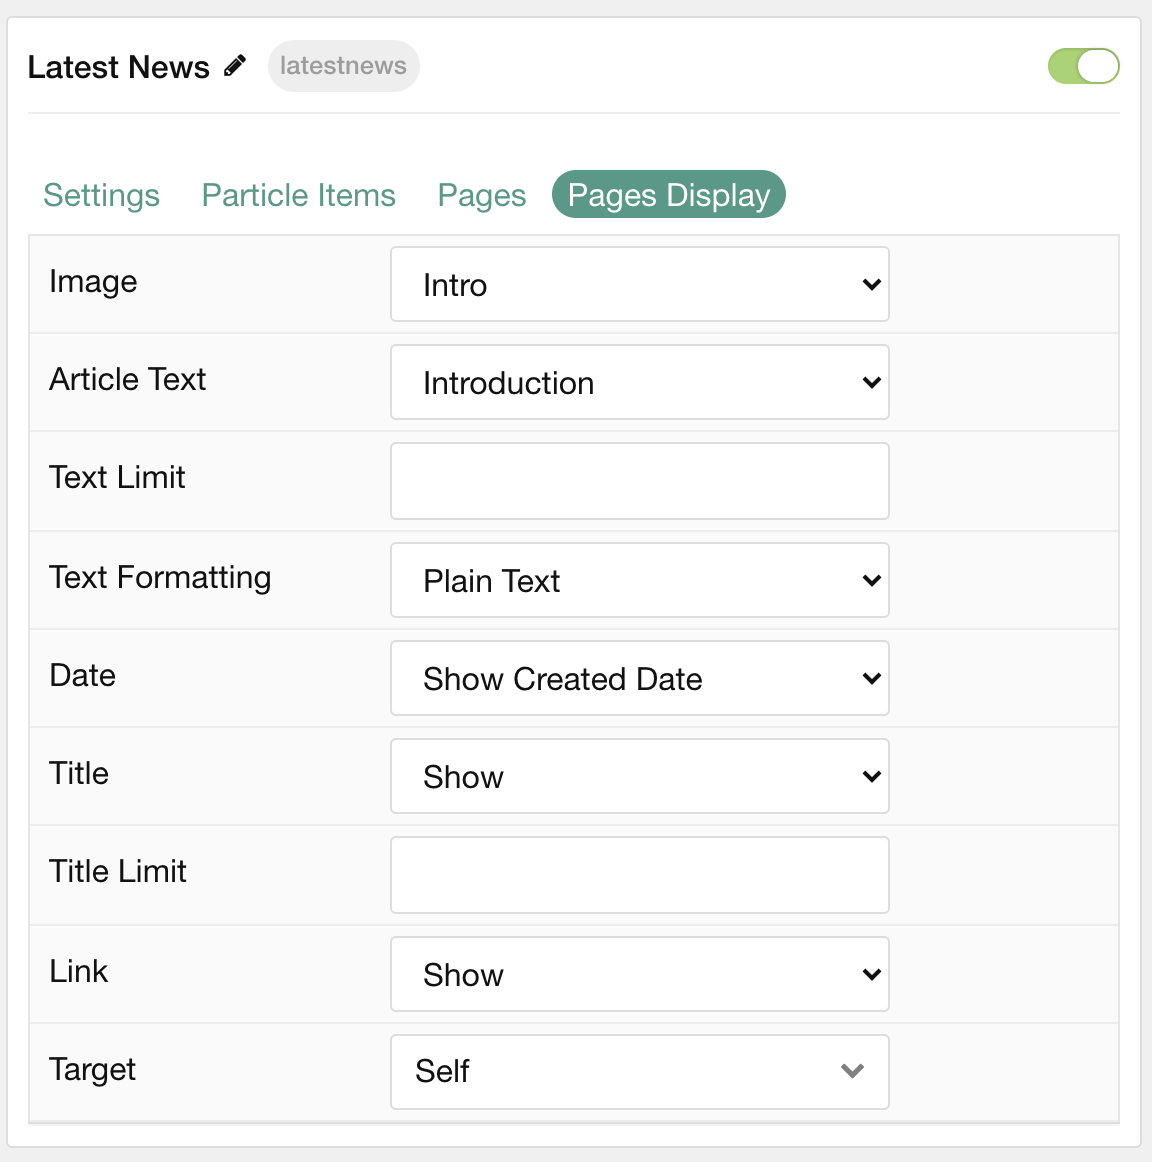 Latest News latestnews
Settings Particle Items Pages Pages Display
Image Intro
Article Text Introduction
Text Limit
Text Formatting Plain Text
Date Show Created Date
Title Show
Title Limit
Link Show
Target Self